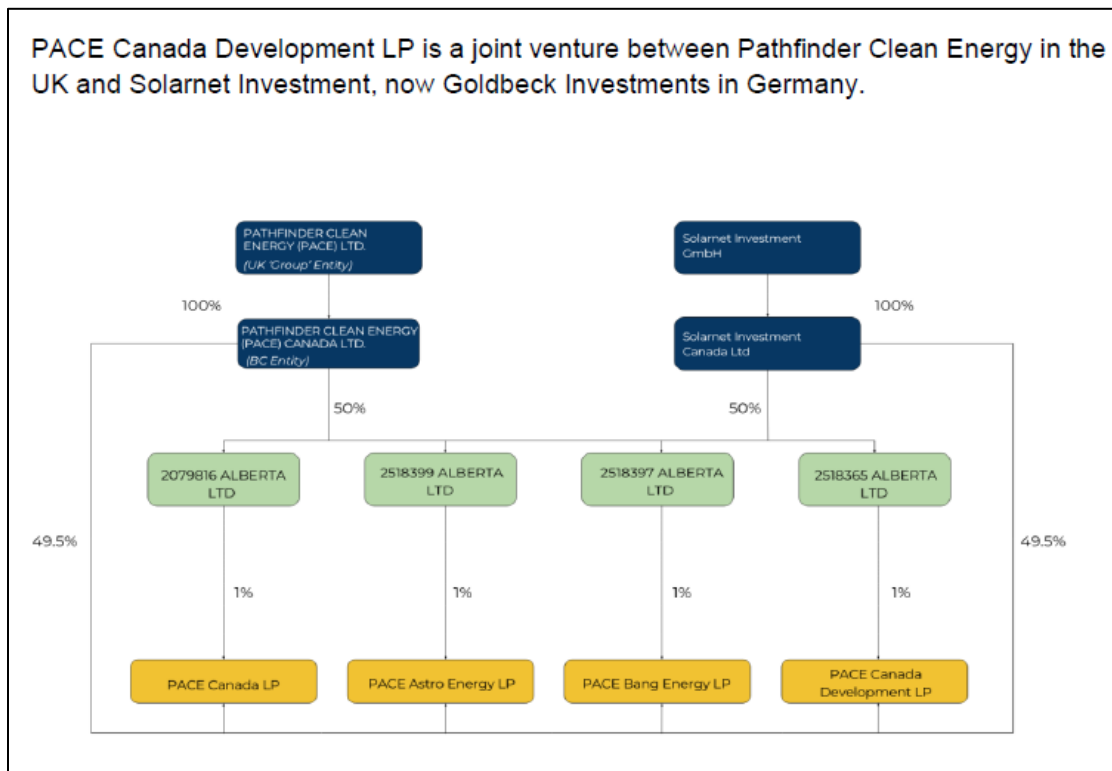 PACE Canada Development LP is a joint venture between Pathfinder Clean Energy in the
UK and Solarnet Investment, now Goldbeck Investments in Germany.
PATHFINDER CLEAN
ENERGY (PACE) LTD.
(UK 'Group' Entity)
Solarnet Investment
GmbH
100%
100%
PATHFINDER CLEAN ENERGY
(PACE) CANADA LTD.
(BC Entity)
Solarnet Investment
Canada Ltd
50%
50%
2079816 ALBERTA
LTD
2518399 ALBERTA
LTD
2518397 ALBERTA
LTD
2518365 ALBERTA
LTD
49.5%
49.5%
1%
1%
1%
1%
PACE Canada LP
PACE Astro Energy LP
PACE Bang Energy LP
PACE Canada
Development LP